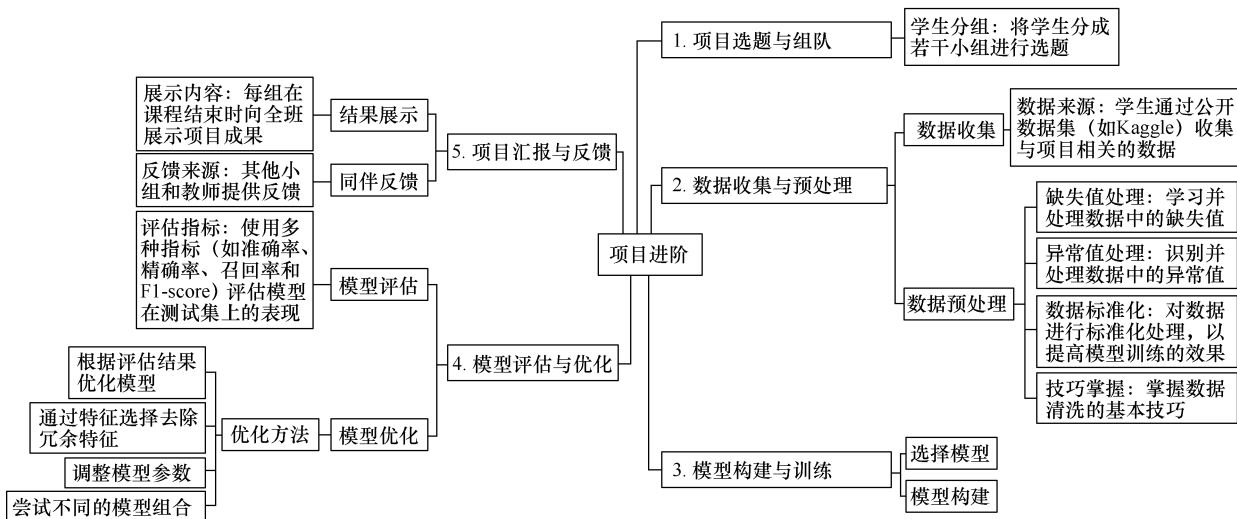 项目进阶
1. 项目选题与组队
学生分组：将学生分成
若干小组进行选题
2. 数据收集与预处理
数据收集
数据来源：学生通过公开
数据集（如Kaggle）收集
与项目相关的数据
数据预处理
缺失值处理：学习并
处理数据中的缺失值
异常值处理：识别并
处理数据中的异常值
数据标准化：对数据
进行标准化处理，以
提高模型训练的效果
技巧掌握：掌握数据
清洗的基本技巧
3. 模型构建与训练
选择模型
模型构建
4. 模型评估与优化
模型评估
评估指标：使用多
种指标（如准确率、
精确率、召回率和
F1-score）评估模型
在测试集上的表现
模型优化
优化方法
根据评估结果
优化模型
通过特征选择去除
冗余特征
调整模型参数
尝试不同的模型组合
5. 项目汇报与反馈
结果展示
展示内容：每组在
课程结束时向全班
展示项目成果
同伴反馈
反馈来源：其他小
组和教师提供反馈